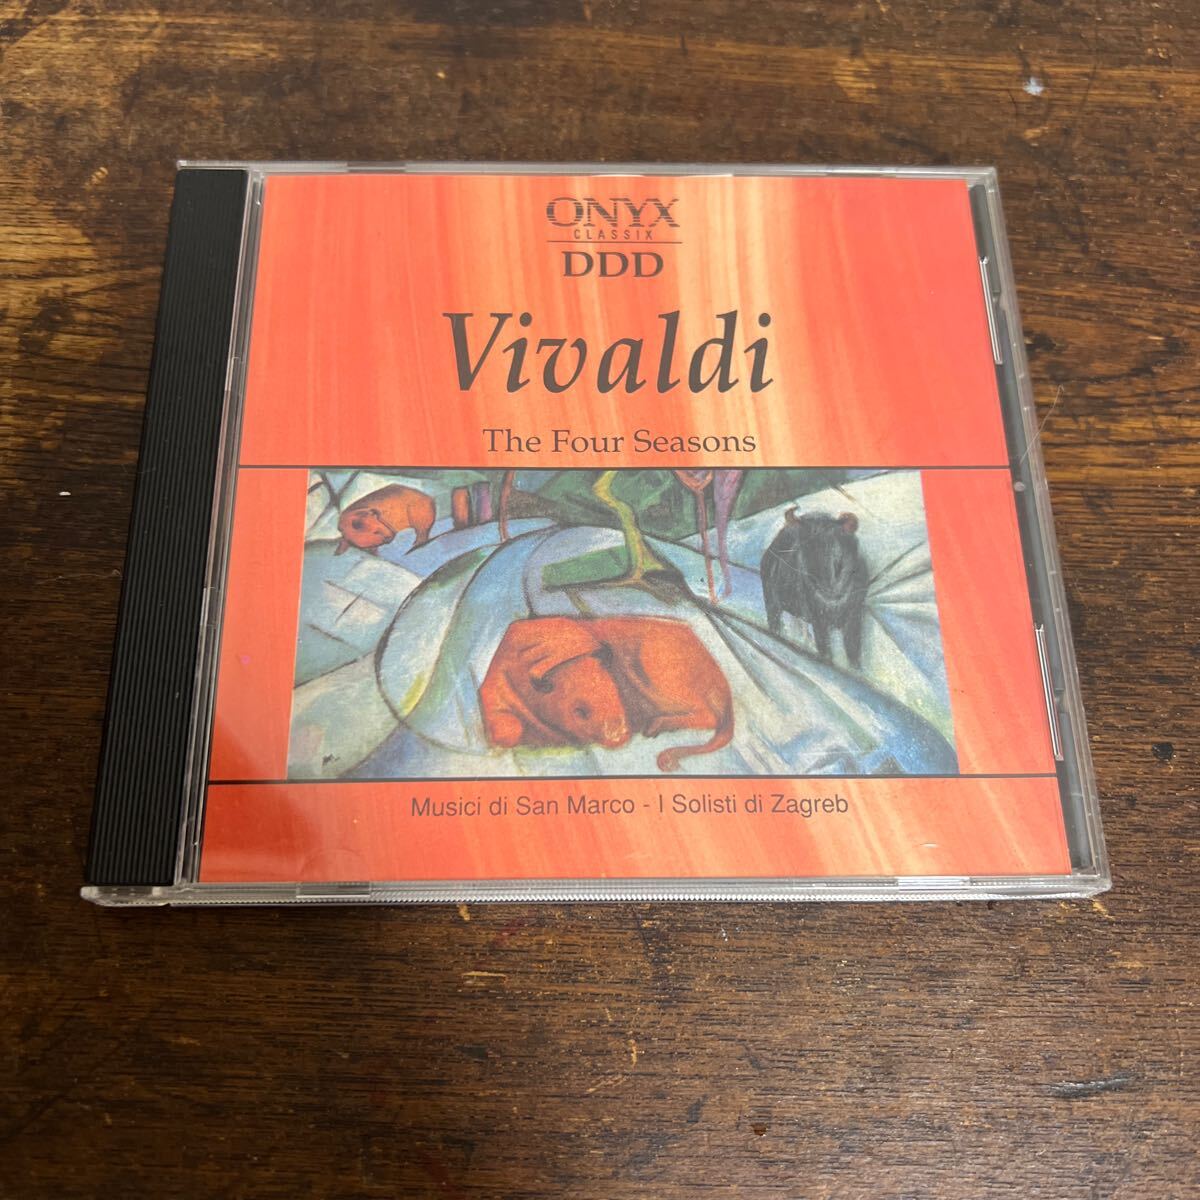 ONYX
CLASSIX
DDD
Vivaldi
The Four Seasons
Musici di San Marco - I Solisti di Zagreb